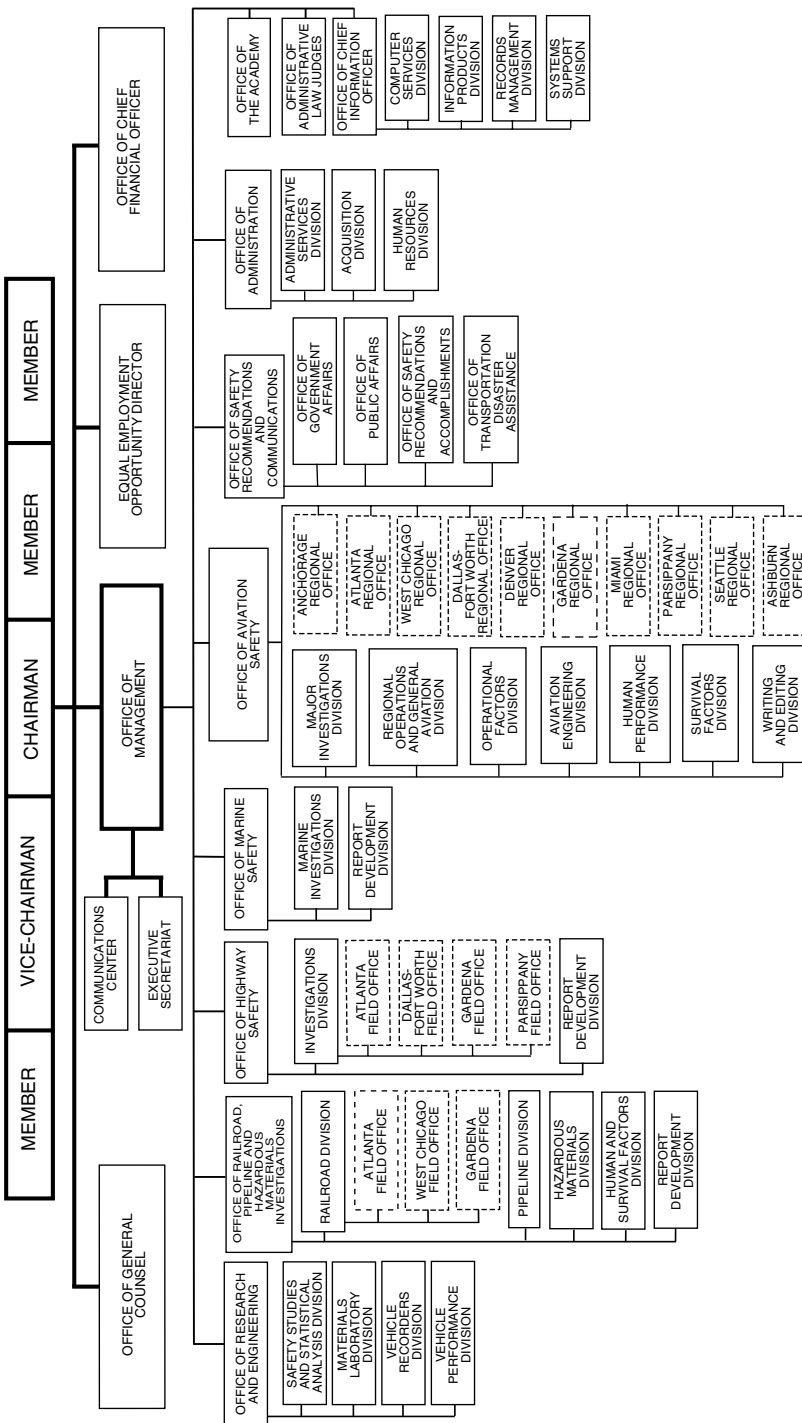 MEMBER
VICE-CHAIRMAN
CHAIRMAN
MEMBER
MEMBER
OFFICE OF GENERAL
COUNSEL
COMMUNICATIONS
CENTER
EXECUTIVE
SECRETARIAT
OFFICE OF
MANAGEMENT
EQUAL EMPLOYMENT
OPPORTUNITY DIRECTOR
OFFICE OF CHIEF
FINANCIAL OFFICER
OFFICE OF RESEARCH
AND ENGINEERING
SAFETY STUDIES
AND STATISTICAL
ANALYSIS DIVISION
MATERIALS
LABORATORY
DIVISION
VEHICLE
RECORDERS
DIVISION
VEHICLE
PERFORMANCE
DIVISION
OFFICE OF RAILROAD,
PIPELINE AND
HAZARDOUS
MATERIALS
INVESTIGATIONS
RAILROAD DIVISION
ATLANTA
FIELD OFFICE
WEST CHICAGO
FIELD OFFICE
GARDENA
FIELD OFFICE
PIPELINE DIVISION
HAZARDOUS
MATERIALS
DIVISION
HUMAN AND
SURVIVAL FACTORS
DIVISION
REPORT
DEVELOPMENT
DIVISION
OFFICE OF HIGHWAY
SAFETY
INVESTIGATIONS
DIVISION
ATLANTA
FIELD OFFICE
DALLAS-
FORT WORTH
FIELD OFFICE
GARDENA
FIELD OFFICE
PARSIPPANY
FIELD OFFICE
REPORT
DEVELOPMENT
DIVISION
OFFICE OF MARINE
SAFETY
MARINE
INVESTIGATIONS
DIVISION
REPORT
DEVELOPMENT
DIVISION
OFFICE OF AVIATION
SAFETY
MAJOR
INVESTIGATIONS
DIVISION
REGIONAL
OPERATIONS
AND GENERAL
AVIATION
DIVISION
OPERATIONAL
FACTORS
DIVISION
AVIATION
ENGINEERING
DIVISION
HUMAN
PERFORMANCE
DIVISION
SURVIVAL
FACTORS
DIVISION
WRITING
AND EDITING
DIVISION
ANCHORAGE
REGIONAL
OFFICE
ATLANTA
REGIONAL
OFFICE
WEST CHICAGO
REGIONAL
OFFICE
DALLAS-
FORT WORTH
REGIONAL OFFICE
DENVER
REGIONAL
OFFICE
GARDENA
REGIONAL
OFFICE
MIAMI
REGIONAL
OFFICE
PARSIPPANY
REGIONAL
OFFICE
SEATTLE
REGIONAL
OFFICE
ASHBURN
REGIONAL
OFFICE
OFFICE OF SAFETY
RECOMMENDATIONS
AND
COMMUNICATIONS
OFFICE OF
GOVERNMENT
AFFAIRS
OFFICE OF
PUBLIC AFFAIRS
OFFICE OF SAFETY
RECOMMENDATIONS
AND
ACCOMPLISHMENTS
OFFICE OF
TRANSPORTATION
DISASTER
ASSISTANCE
OFFICE OF
ADMINISTRATION
ADMINISTRATIVE
SERVICES
DIVISION
ACQUISITION
DIVISION
HUMAN
RESOURCES
DIVISION
OFFICE OF
THE ACADEMY
OFFICE OF
ADMINISTRATIVE
LAW JUDGES
OFFICE OF CHIEF
INFORMATION
OFFICER
COMPUTER
SERVICES
DIVISION
INFORMATION
PRODUCTS
DIVISION
RECORDS
MANAGEMENT
DIVISION
SYSTEMS
SUPPORT
DIVISION